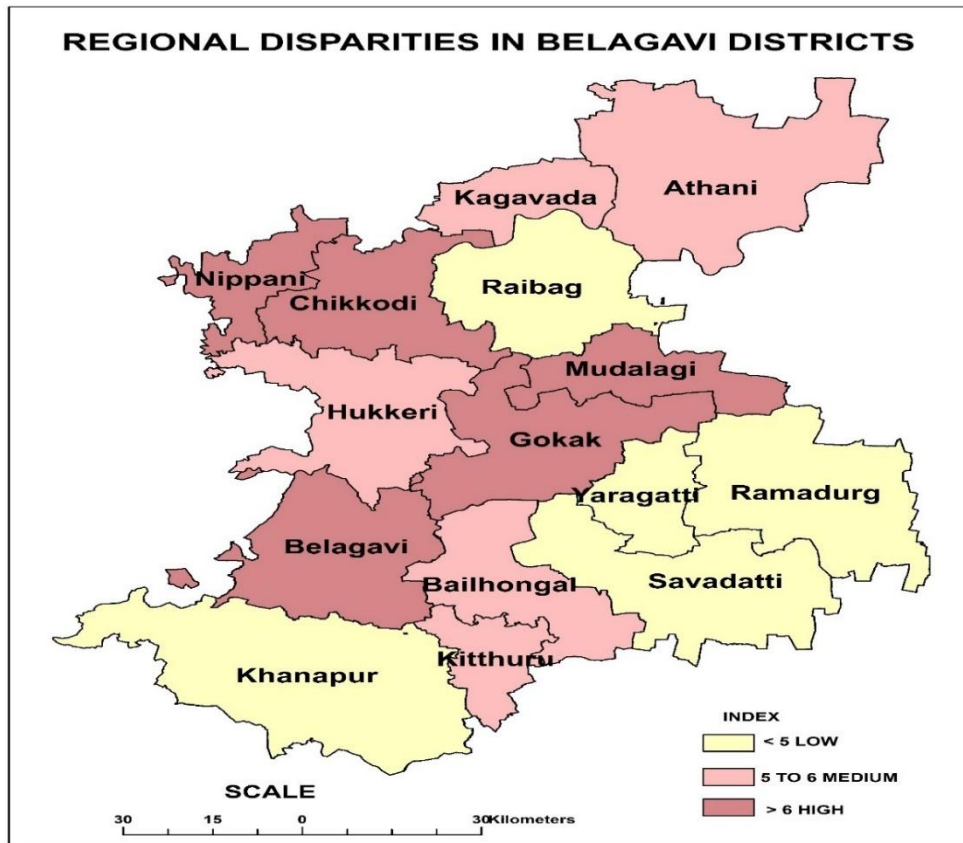 REGIONAL DISPARITIES IN BELAGAVI DISTRICTS
Athani
Kagavada
Nippani
Chikkodi
Raibag
Mudalagi
Hukkeri
Gokak
Yaragatti
Ramadurg
Belagavi
Bailhongal
Savadatti
Kitthuru
Khanapur
INDEX
< 5 LOW
5 TO 6 MEDIUM
> 6 HIGH
SCALE
30 15 0 30 Kilometers